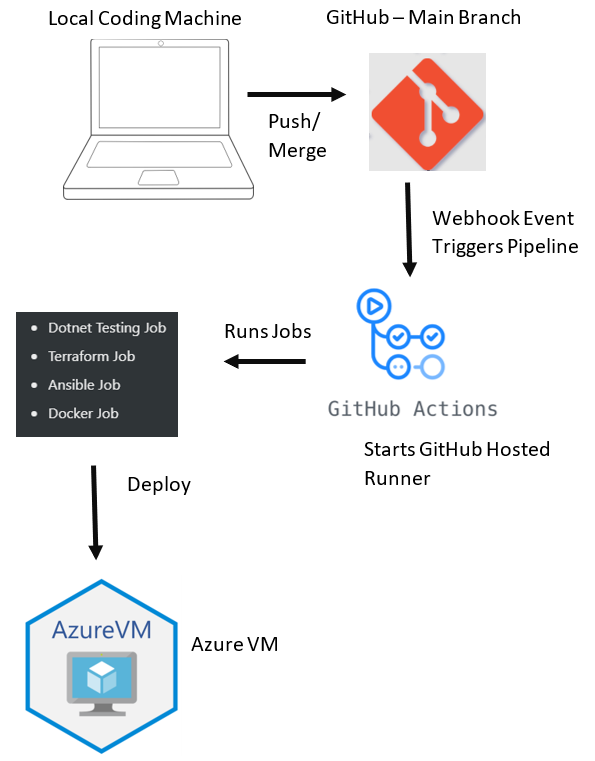 Local Coding Machine
GitHub – Main Branch
Push/
Merge
Webhook Event
Triggers Pipeline
GitHub Actions
Starts GitHub Hosted
Runner
Runs Jobs
• Dotnet Testing Job
• Terraform Job
• Ansible Job
• Docker Job
Deploy
AzureVM
Azure VM